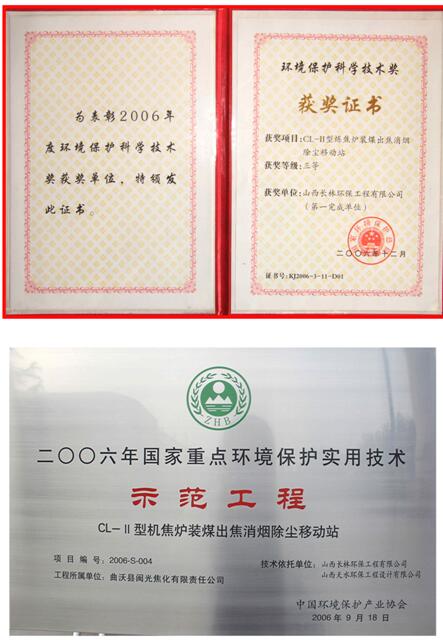 为表彰2006年
度环境保护科学技术
奖获奖单位,特颁发
此证书。
环境保护科学技术奖
获奖证书
获奖项目:CL-II型炼焦炉装煤出焦消烟
除尘移动站
获奖等级:三等
获奖单位:山西长林环保工程有限公司
(第一完成单位)
二〇〇六年十二月
证书号:KJ2006-3-11-D01
ZHB
二〇〇六年国家重点环境保护实用技术
示范工程
CL-II型机焦炉装煤出焦消烟除尘移动站
项目编号:2006-S-004
工程所属单位:曲沃县闽光焦化有限责任公司
技术依托单位:山西长林环保工程有限公司
山西天水环保工程设计有限公司
中国环境保护产业协会
2006年9月18日